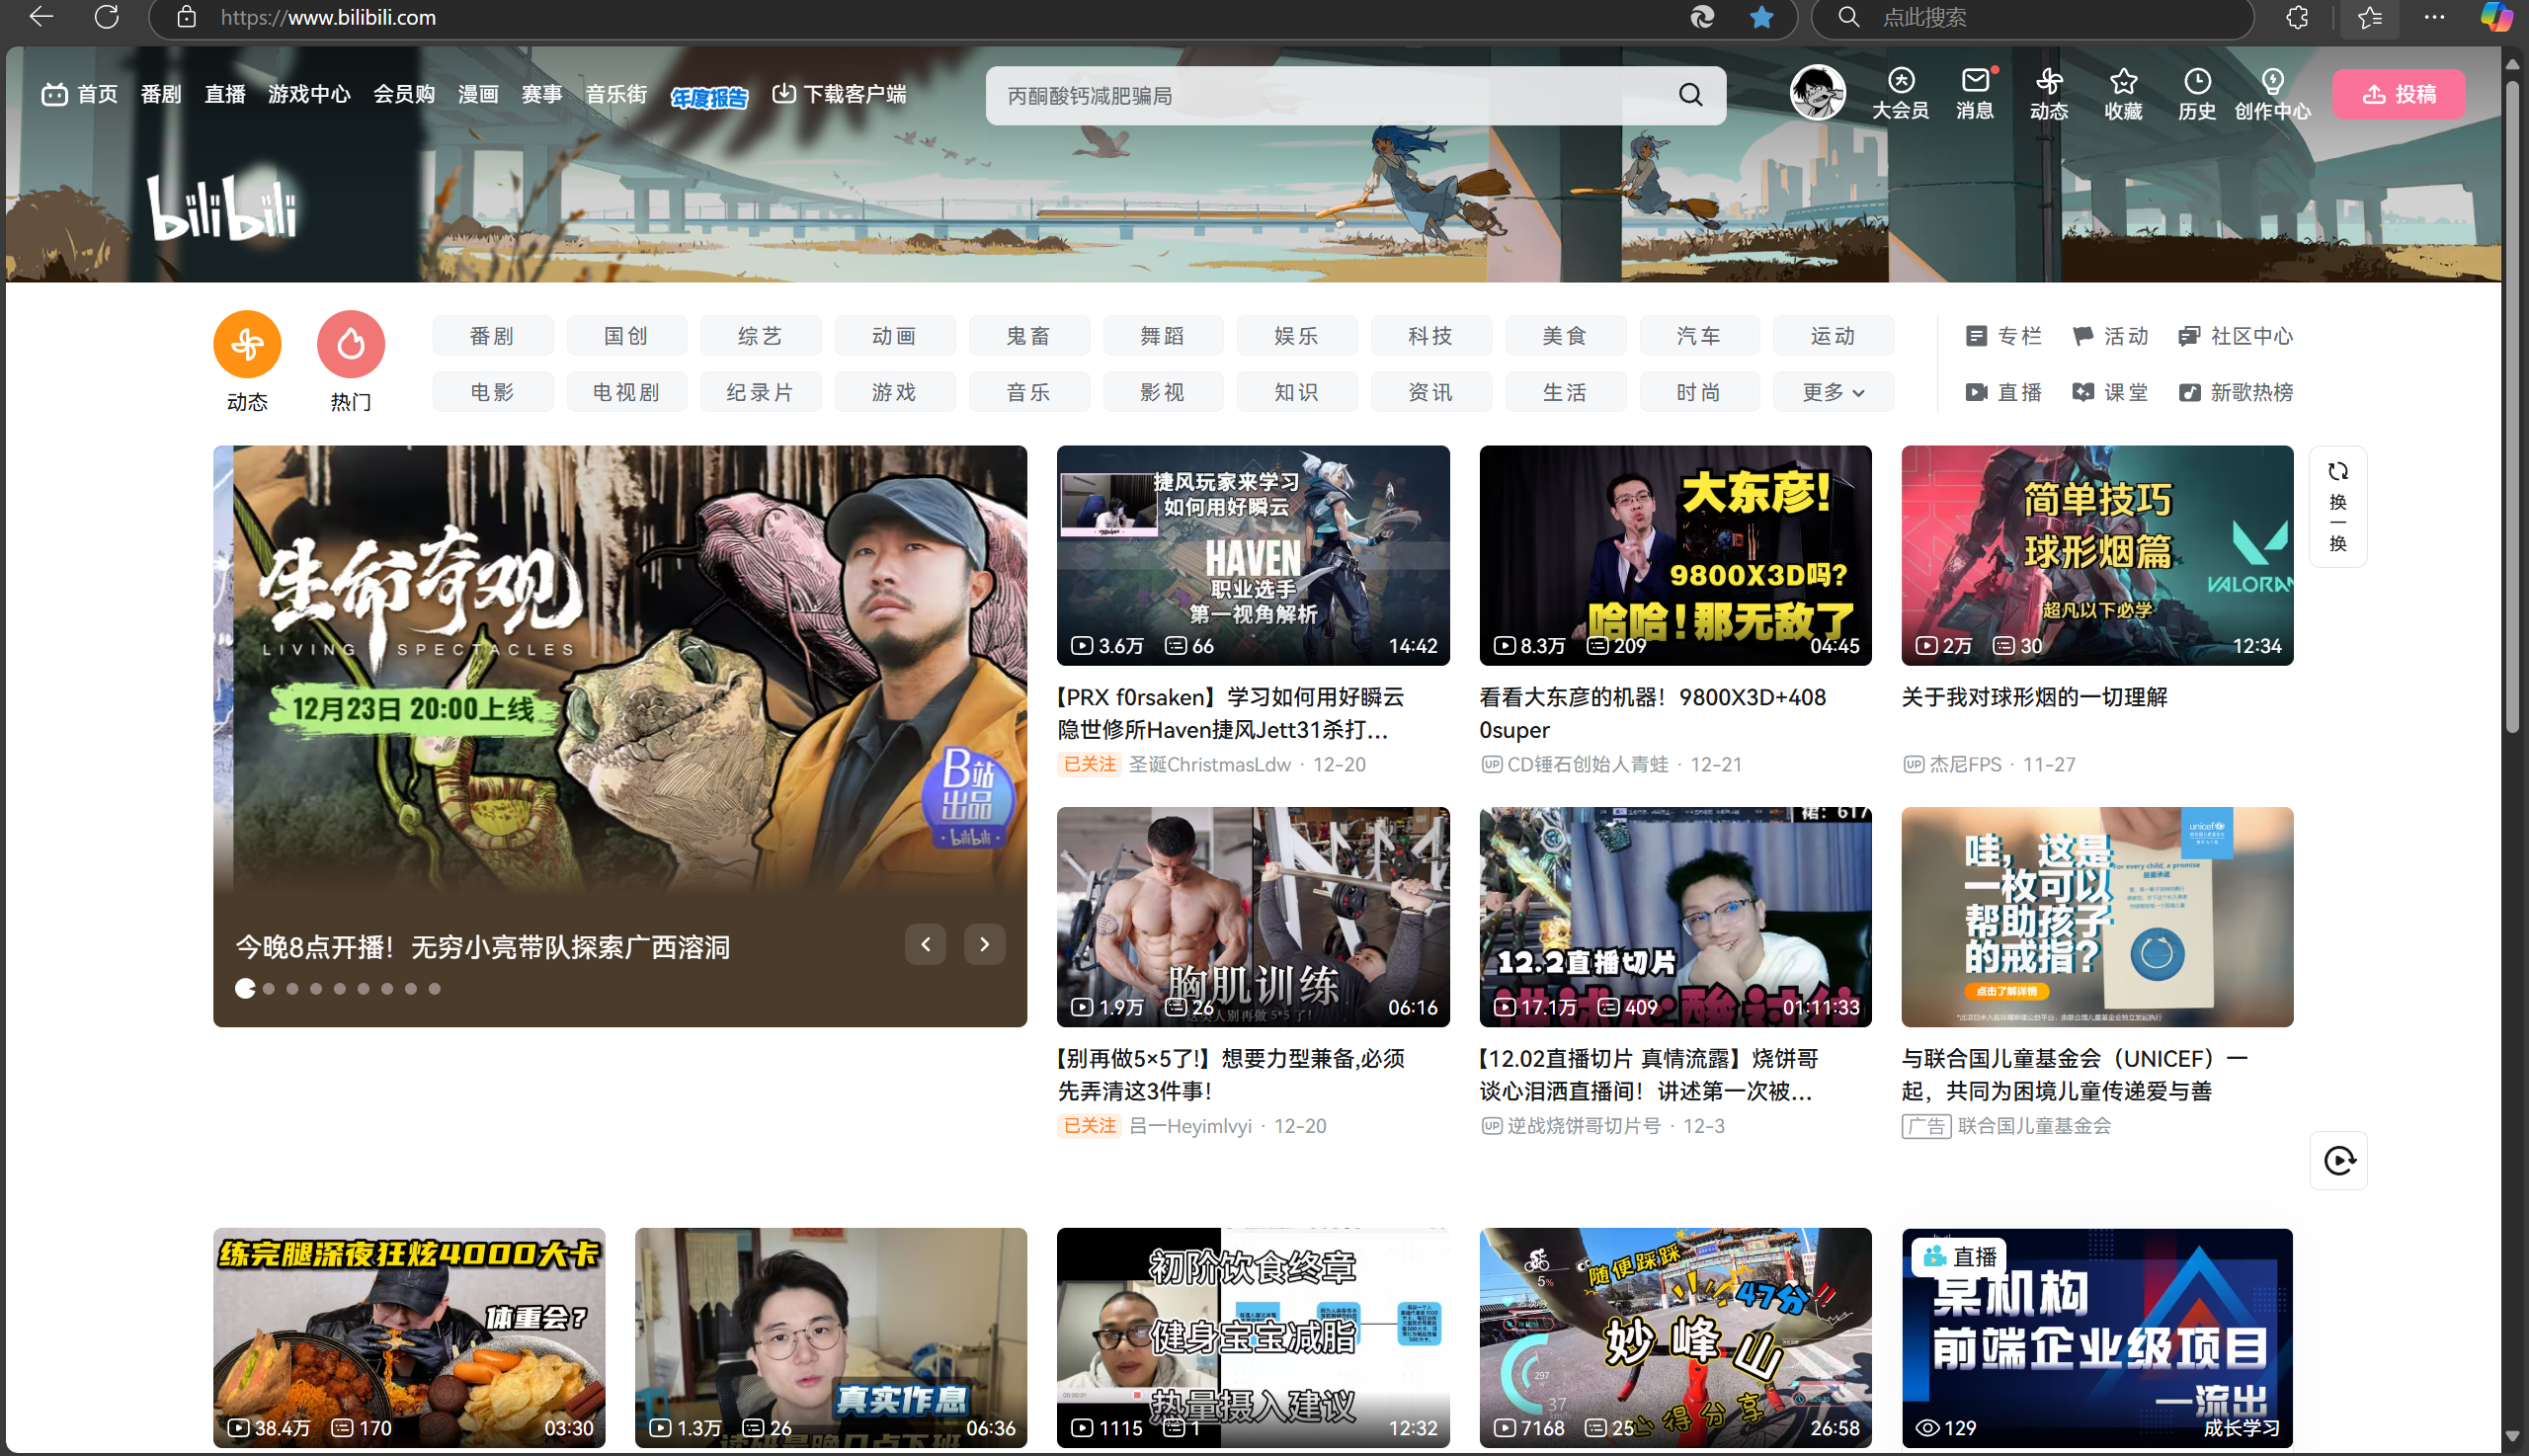 https://www.bilibili.com
点此搜索
首页 番剧 直播 游戏中心 会员购 漫画 赛事 音乐街 年度报告 下载客户端
丙酮酸钙减肥骗局
大会员 消息 动态 收藏 历史 创作中心 投稿
bilibili
动态 热门
番剧 国创 综艺 动画 鬼畜 舞蹈 娱乐 科技 美食 汽车 运动
专栏 活动 社区中心
电影 电视剧 纪录片 游戏 音乐 影视 知识 资讯 生活 时尚 更多
直播 课堂 新歌热榜
生命奇观
LIVING SPECTACLES
12月23日 20:00上线
B站
出品
bilibili
今晚8点开播！无穷小亮带队探索广西溶洞
捷风玩家来学习
如何用好瞬云
HAVEN
职业选手
第一视角解析
3.6万 66 14:42
【PRX f0rsaken】学习如何用好瞬云
隐世修所Haven捷风Jett31杀打...
已关注 圣诞ChristmasLdw · 12-20
大东彦!
9800X3D吗?
哈哈!那无敌了
8.3万 209 04:45
看看大东彦的机器！9800X3D+408
0super
UP CD锤石创始人青蛙 · 12-21
简单技巧
球形烟篇
VALORAN
超凡以下必学
2万 30 12:34
关于我对球形烟的一切理解
UP 杰尼FPS · 11-27
换
一
换
胸肌训练
1.9万 26 06:16
【别再做5×5了!】想要力型兼备,必须
先弄清这3件事！
已关注 吕一Heyimlvyi · 12-20
裙: 617
12.2直播切片
17.1万 409 01:11:33
【12.02直播切片 真情流露】烧饼哥
谈心泪洒直播间！讲述第一次被...
UP 逆战烧饼哥切片号 · 12-3
unicef
For every child, a promise
哇，这是
一枚可以
帮助孩子
的戒指?
点击了解详情
与联合国儿童基金会（UNICEF）一
起，共同为困境儿童传递爱与善
广告 联合国儿童基金会
练完腿深夜狂炫4000大卡
体重会?
38.4万 170 03:30
真实作息
1.3万 26 06:36
初阶饮食终章
健身宝宝减脂
热量摄入建议
1115 1 12:32
随便踩踩
47分!!
妙峰山
心得分享
5%
297
37
7168 25 26:58
直播
某机构
前端企业级项目
一流出
129 成长学习